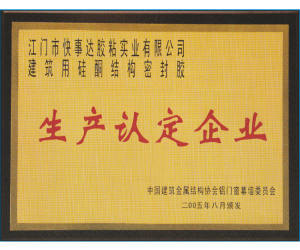 江门市快事达胶粘实业有限公司
建筑用硅酮结构密封胶
生产认定企业
中国建筑金属结构协会铝门窗幕墙委员会
二00五年八月颁发